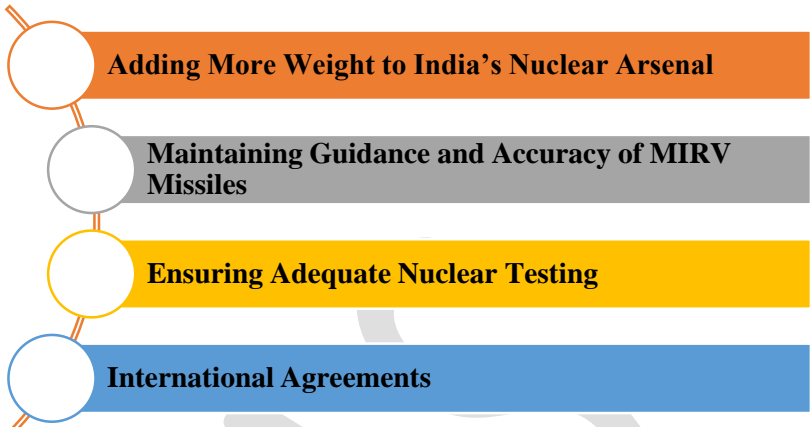 Adding More Weight to India’s Nuclear Arsenal
Maintaining Guidance and Accuracy of MIRV
Missiles
Ensuring Adequate Nuclear Testing
International Agreements